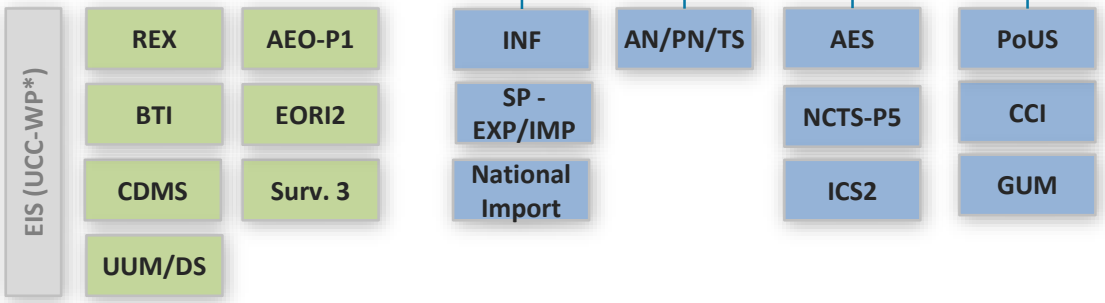 EIS (UCC-WP*)
REX
AEO-P1
INF
AN/PN/TS
AES
PoUS
BTI
EORI2
SP -
EXP/IMP
NCTS-P5
CCI
CDMS
Surv. 3
National
Import
ICS2
GUM
UUM/DS